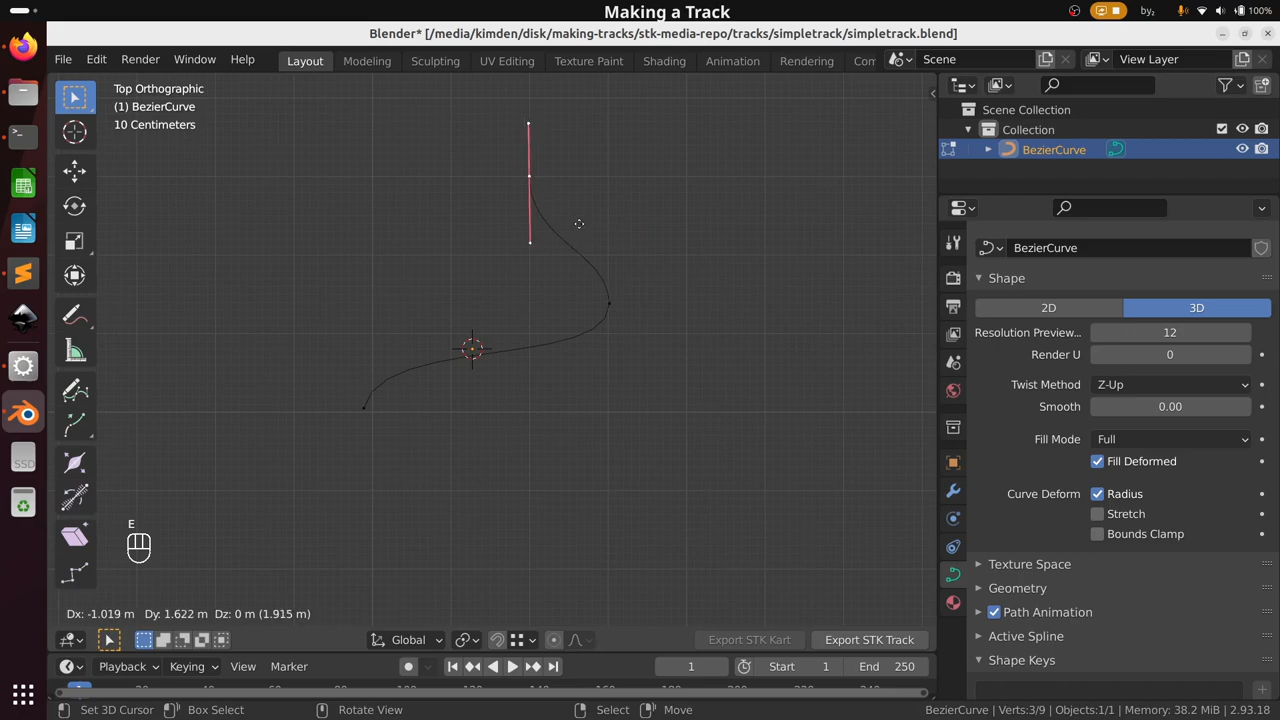 Making a Track
by₂
100%
Blender* [/media/kimden/disk/making-tracks/stk-media-repo/tracks/simpletrack/simpletrack.blend]
File Edit Render Window Help Layout Modeling Sculpting UV Editing Texture Paint Shading Animation Rendering Com Scene View Layer
Top Orthographic
(1) BezierCurve
10 Centimeters
Scene Collection
Collection
BezierCurve
BezierCurve
Shape
2D 3D
Resolution Preview... 12
Render U 0
Twist Method Z-Up
Smooth 0.00
Fill Mode Full
Fill Deformed
Curve Deform Radius
Stretch
Bounds Clamp
Texture Space
Geometry
Path Animation
Active Spline
Shape Keys
SSD
E
Dx: -1.019 m Dy: 1.622 m Dz: 0 m (1.915 m)
Global Export STK Kart Export STK Track
Playback Keying View Marker 1 Start 1 End 250
Set 3D Cursor Box Select Rotate View Select Move BezierCurve | Verts:3/9 | Objects:1/1 | Memory: 38.2 MiB | 2.93.18